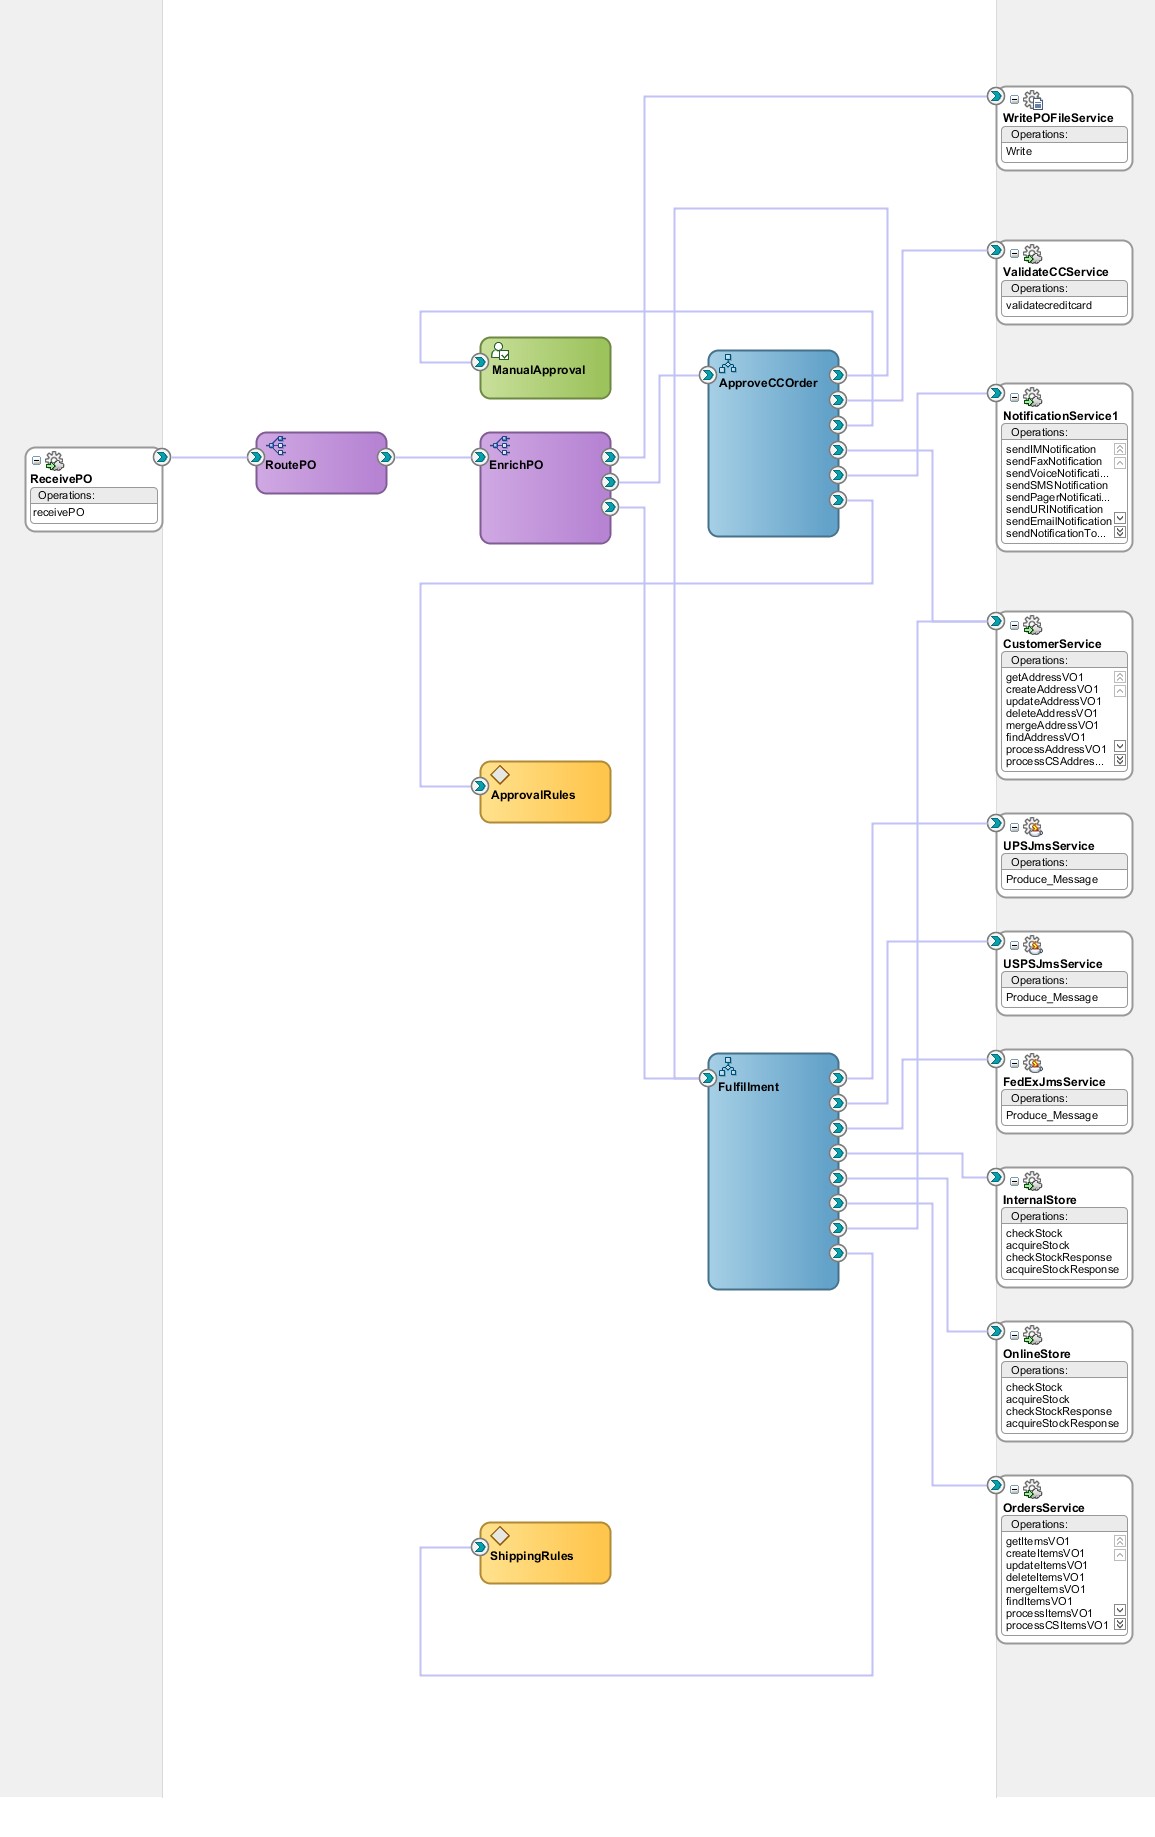 WritePOFileService
Operations:
Write
ValidateCCService
Operations:
validatecreditcard
ManualApproval
ApproveCCOrder
NotificationService1
Operations:
sendIMNotification
sendFaxNotification
sendVoiceNotificati...
sendSMSNotification
sendPagerNotificati...
sendURINotification
sendEmailNotification
sendNotificationTo...
ReceivePO
Operations:
receivePO
RoutePO
EnrichPO
CustomerService
Operations:
getAddressVO1
createAddressVO1
updateAddressVO1
deleteAddressVO1
mergeAddressVO1
findAddressVO1
processAddressVO1
processCSAddres...
ApprovalRules
UPSJmsService
Operations:
Produce_Message
USPSJmsService
Operations:
Produce_Message
FedExJmsService
Operations:
Produce_Message
Fulfillment
InternalStore
Operations:
checkStock
acquireStock
checkStockResponse
acquireStockResponse
OnlineStore
Operations:
checkStock
acquireStock
checkStockResponse
acquireStockResponse
OrdersService
Operations:
getItemsVO1
createItemsVO1
updateItemsVO1
deleteItemsVO1
mergeItemsVO1
findItemsVO1
processItemsVO1
processCSItemsVO1
ShippingRules